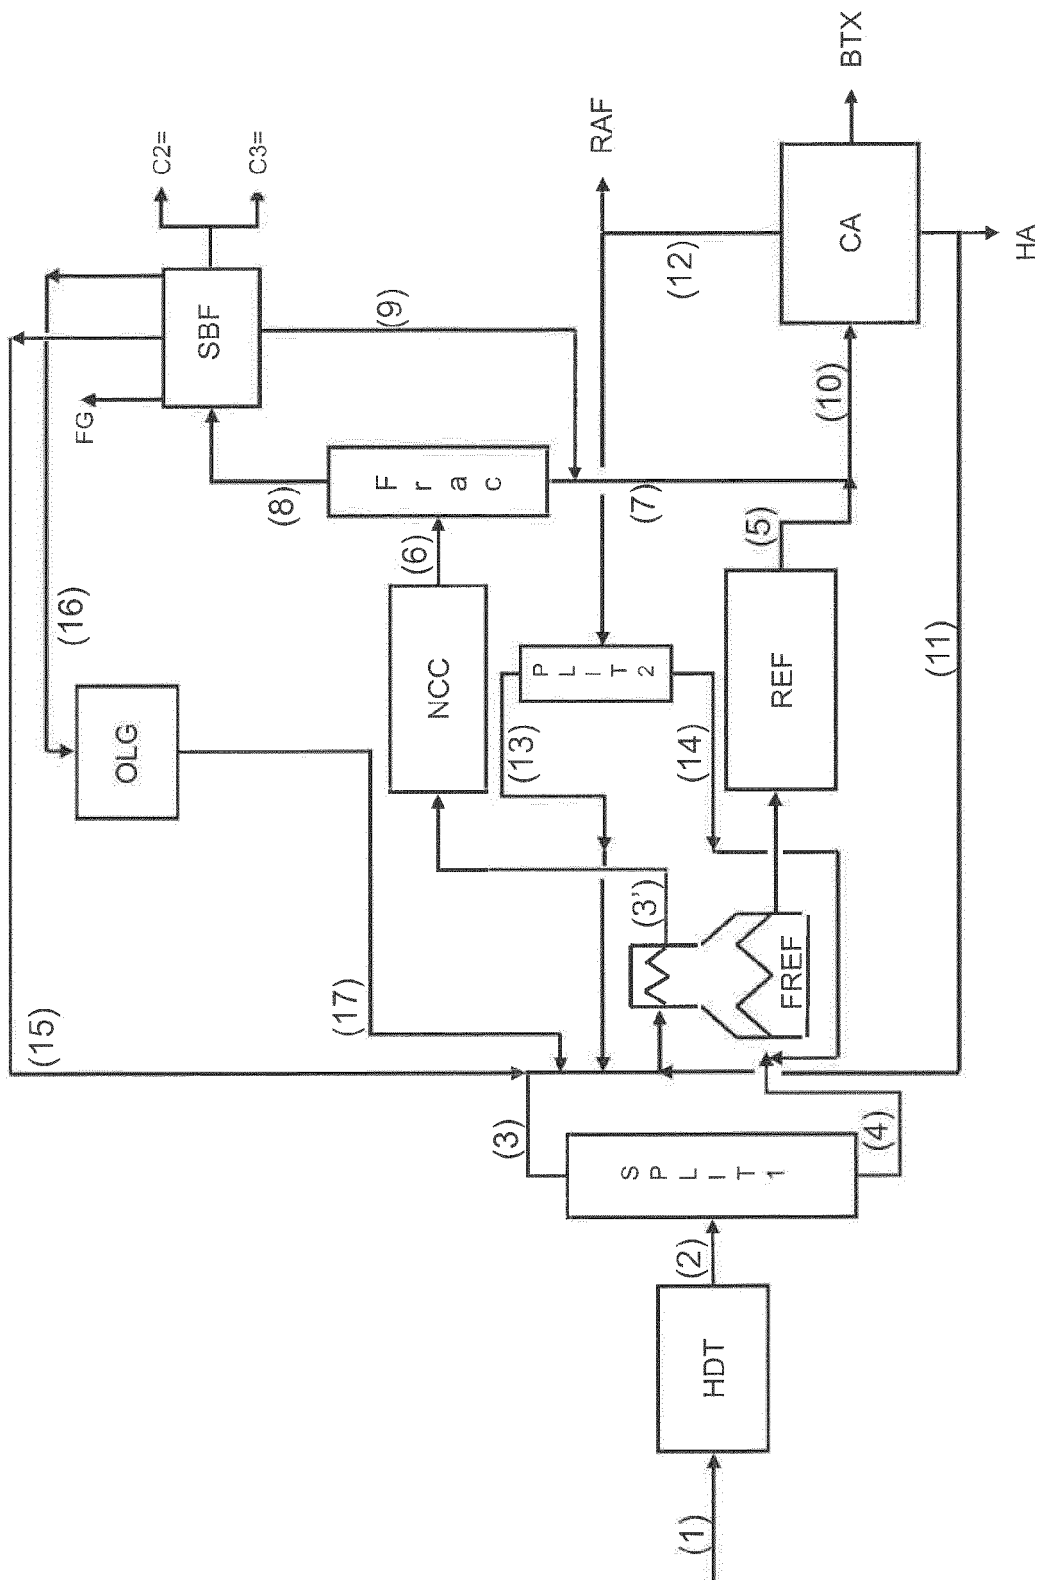 (1)
HDT
(2)
SPLIT1
(3)
(4)
(15)
(17)
FREF
(3')
(13)
(14)
OLG
(16)
NCC
PLIT2
REF
(11)
(6)
(5)
Frac
(8)
(7)
(10)
FG
SBF
(9)
C2=
C3=
RAF
(12)
CA
BTX
HA